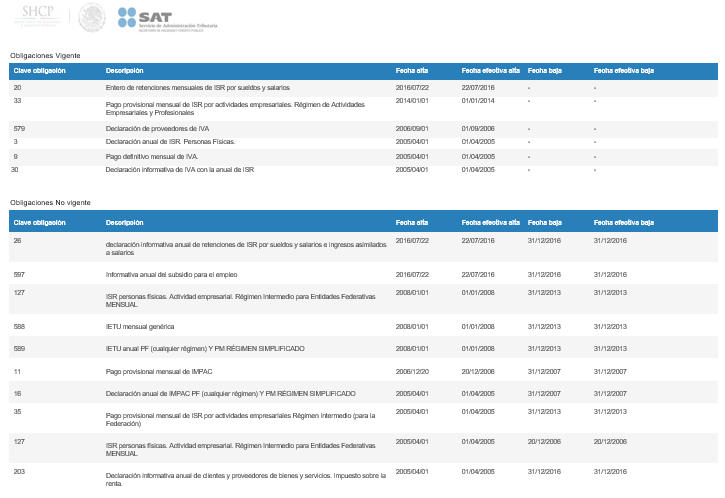 SHCP
SAT
Servicio de Administración Tributaria
Obligaciones Vigente
Clave obligación Descripción Fecha alta Fecha efectiva alta Fecha baja Fecha efectiva baja
20 Entero de retenciones mensuales de ISR por sueldos y salarios 2016/07/22 22/07/2016 - -
33 Pago provisional mensual de ISR por actividades empresariales. Régimen de Actividades 2014/01/01 01/01/2014 - -
Empresariales y Profesionales
579 Declaración de proveedores de IVA 2006/09/01 01/09/2006 - -
3 Declaración anual de ISR. Personas Físicas. 2005/04/01 01/04/2005 - -
9 Pago definitivo mensual de IVA. 2005/04/01 01/04/2005 - -
30 Declaración informativa de IVA con la anual de ISR 2005/04/01 01/04/2005 - -
Obligaciones No vigente
Clave obligación Descripción Fecha alta Fecha efectiva alta Fecha baja Fecha efectiva baja
26 declaración informativa anual de retenciones de ISR por sueldos y salarios e ingresos asimilados 2016/07/22 22/07/2016 31/12/2016 31/12/2016
a salarios
597 Informativa anual del subsidio para el empleo 2016/07/22 22/07/2016 31/12/2016 31/12/2016
127 ISR personas físicas. Actividad empresarial. Régimen Intermedio para Entidades Federativas 2008/01/01 01/01/2008 31/12/2013 31/12/2013
MENSUAL
588 IETU mensual genérica 2008/01/01 01/01/2008 31/12/2013 31/12/2013
589 IETU anual PF (cualquier régimen) Y PM RÉGIMEN SIMPLIFICADO 2008/01/01 01/01/2008 31/12/2013 31/12/2013
11 Pago provisional mensual de IMPAC 2006/12/20 20/12/2006 31/12/2007 31/12/2007
16 Declaración anual de IMPAC PF (cualquier régimen) Y PM RÉGIMEN SIMPLIFICADO 2005/04/01 01/04/2005 31/12/2007 31/12/2007
35 Pago provisional mensual de ISR por actividades empresariales Régimen Intermedio (para la 2005/04/01 01/04/2005 31/12/2013 31/12/2013
Federación)
127 ISR personas físicas. Actividad empresarial. Régimen Intermedio para Entidades Federativas 2005/04/01 01/04/2005 20/12/2006 20/12/2006
MENSUAL
203 Declaración informativa anual de clientes y proveedores de bienes y servicios. Impuesto sobre la 2005/04/01 01/04/2005 31/12/2016 31/12/2016
renta.